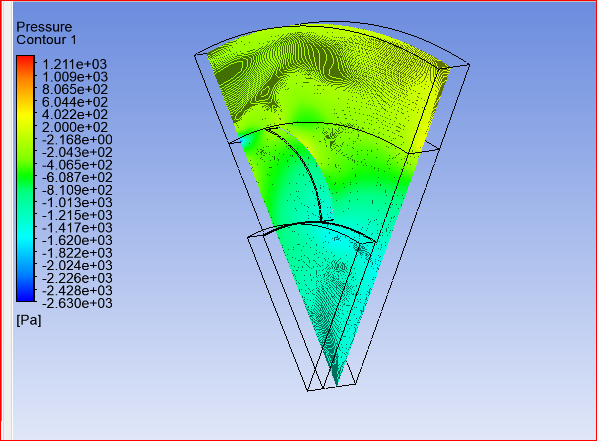 Pressure
Contour 1
1.211e+03
1.009e+03
8.065e+02
6.044e+02
4.022e+02
2.000e+02
-2.168e+00
-2.043e+02
-4.065e+02
-6.087e+02
-8.109e+02
-1.013e+03
-1.215e+03
-1.417e+03
-1.620e+03
-1.822e+03
-2.024e+03
-2.226e+03
-2.428e+03
-2.630e+03
[Pa]